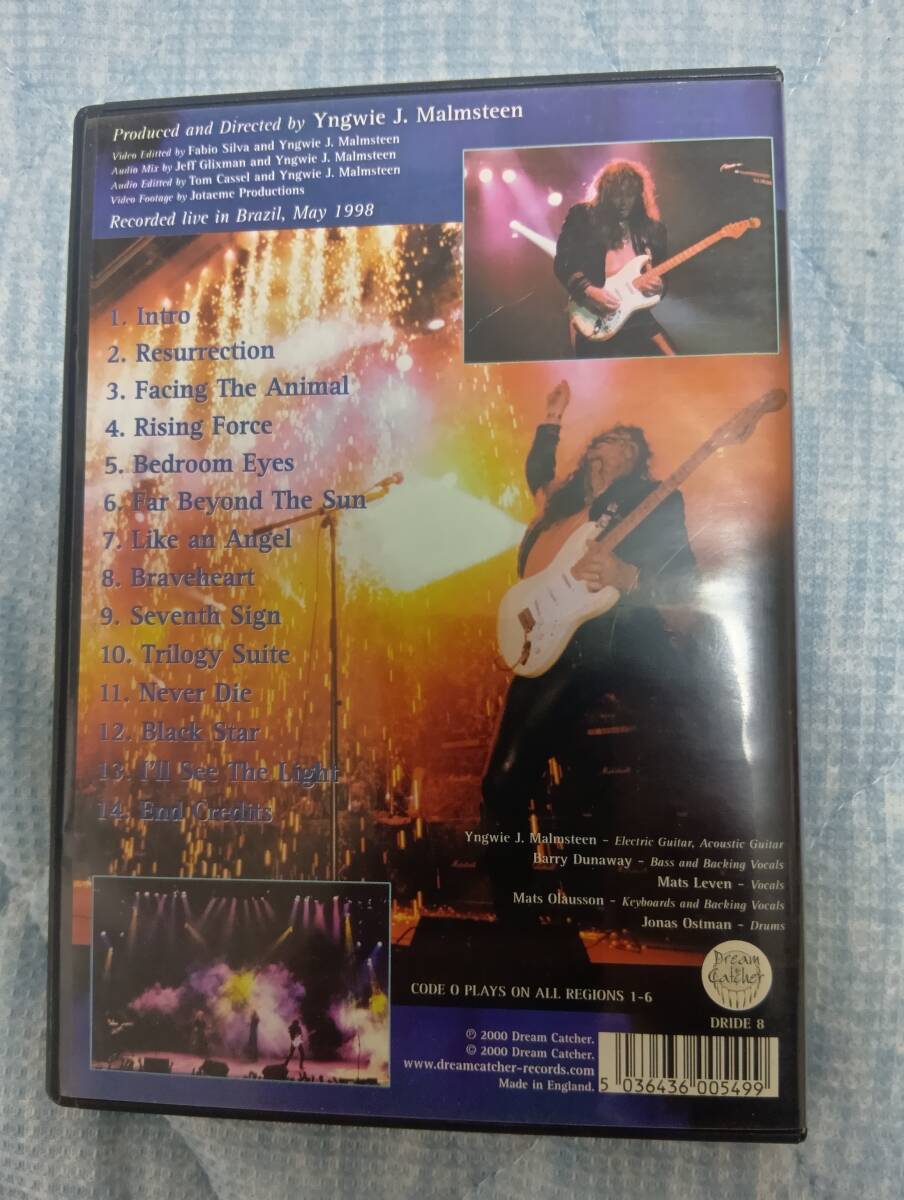 Produced and Directed by Yngwie J. Malmsteen
Video Editted by Fabio Silva and Yngwie J. Malmsteen
Audio Mix by Jeff Glixman and Yngwie J. Malmsteen
Audio Editted by Tom Cassel and Yngwie J. Malmsteen
Video Footage by Jotaeme Productions
Recorded live in Brazil, May 1998
1. Intro
2. Resurrection
3. Facing The Animal
4. Rising Force
5. Bedroom Eyes
6. Far Beyond The Sun
7. Like an Angel
8. Braveheart
9. Seventh Sign
10. Trilogy Suite
11. Never Die
12. Black Star
13. I'll See The Light
14. End Credits
Yngwie J. Malmsteen – Electric Guitar, Acoustic Guitar
Barry Dunaway – Bass and Backing Vocals
Mats Leven – Vocals
Mats Olausson – Keyboards and Backing Vocals
Jonas Ostman – Drums
CODE 0 PLAYS ON ALL REGIONS 1-6
Dream
Catcher
DRIDE 8
℗ 2000 Dream Catcher.
© 2000 Dream Catcher.
www.dreamcatcher-records.com
Made in England.
5 036436 005499